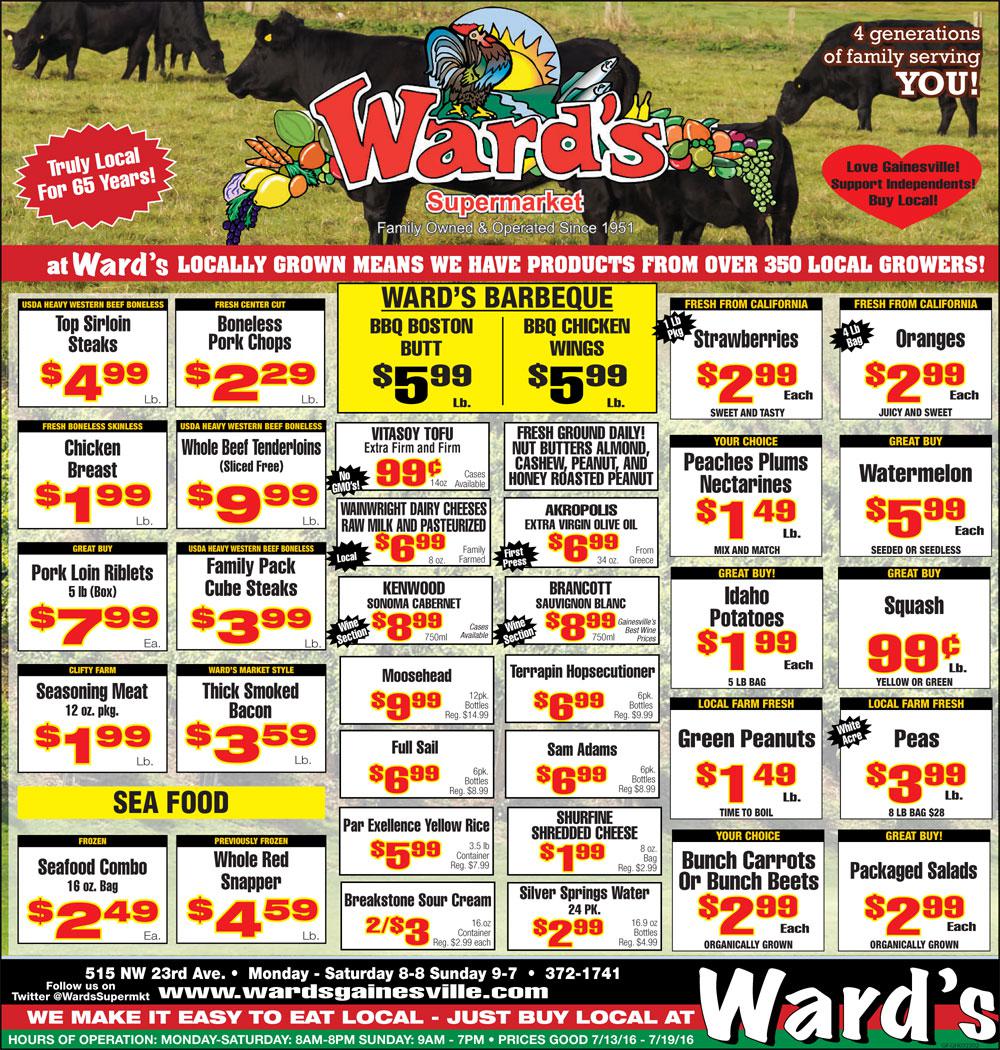 4 generations
of family serving
YOU!
Truly Local
For 65 Years!
Ward's
Supermarket
Family Owned & Operated Since 1951
Love Gainesville!
Support Independents!
Buy Local!
at Ward's LOCALLY GROWN MEANS WE HAVE PRODUCTS FROM OVER 350 LOCAL GROWERS!
USDA HEAVY WESTERN BEEF BONELESS
Top Sirloin
Steaks
$4 99
Lb.
FRESH CENTER CUT
Boneless
Pork Chops
$2 29
Lb.
FRESH BONELESS SKINLESS
Chicken
Breast
$1 99
Lb.
USDA HEAVY WESTERN BEEF BONELESS
Whole Beef Tenderloins
(Sliced Free)
$9 99
Lb.
GREAT BUY
Pork Loin Riblets
5 lb (Box)
$7 99
Ea.
USDA HEAVY WESTERN BEEF BONELESS
Family Pack
Cube Steaks
$3 99
Lb.
CLIFTY FARM
Seasoning Meat
12 oz. pkg.
$1 99
Lb.
WARD'S MARKET STYLE
Thick Smoked
Bacon
$3 59
Lb.
SEA FOOD
FROZEN
Seafood Combo
16 oz. Bag
$2 49
Ea.
PREVIOUSLY FROZEN
Whole Red
Snapper
$4 59
Lb.
WARD'S BARBEQUE
BBQ BOSTON
BUTT
$5 99
Lb.
BBQ CHICKEN
WINGS
$5 99
Lb.
VITASOY TOFU
Extra Firm and Firm
No
GMO's!
99¢
14oz
Cases
Available
FRESH GROUND DAILY!
NUT BUTTERS ALMOND,
CASHEW, PEANUT, AND
HONEY ROASTED PEANUT
WAINWRIGHT DAIRY CHEESES
RAW MILK AND PASTEURIZED
Local
$6 99
8 oz.
Family
Farmed
AKROPOLIS
EXTRA VIRGIN OLIVE OIL
First
Press
$6 99
34 oz.
From
Greece
KENWOOD
SONOMA CABERNET
Wine
Section
$8 99
750ml
Cases
Available
BRANCOTT
SAUVIGNON BLANC
Wine
Section
$8 99
750ml
Gainesville's
Best Wine
Prices
Moosehead
$9 99
12pk.
Bottles
Reg. $14.99
Terrapin Hopsecutioner
$6 99
6pk.
Bottles
Reg. $9.99
Full Sail
$6 99
6pk.
Bottles
Reg. $8.99
Sam Adams
$6 99
6pk.
Bottles
Reg $8.99
Par Exellence Yellow Rice
$5 99
3.5 lb
Container
Reg. $7.99
SHURFINE
SHREDDED CHEESE
$1 99
8 oz.
Bag
Reg. $2.99
Breakstone Sour Cream
2/$3
16.oz
Container
Reg. $2.99 each
Silver Springs Water
24 PK.
$2 99
16.9 oz
Bottles
Reg. $4.99
FRESH FROM CALIFORNIA
1 Lb
Pkg
Strawberries
$2 99
Each
SWEET AND TASTY
FRESH FROM CALIFORNIA
4 Lb
Bag
Oranges
$2 99
Each
JUICY AND SWEET
YOUR CHOICE
Peaches Plums
Nectarines
$1 49
Lb.
MIX AND MATCH
GREAT BUY
Watermelon
$5 99
Each
SEEDED OR SEEDLESS
GREAT BUY!
Idaho
Potatoes
$1 99
Each
5 LB BAG
GREAT BUY
Squash
99¢
Lb.
YELLOW OR GREEN
LOCAL FARM FRESH
Green Peanuts
$1 49
Lb.
TIME TO BOIL
LOCAL FARM FRESH
White
Acre
Peas
$3 99
Lb.
8 LB BAG $28
YOUR CHOICE
Bunch Carrots
Or Bunch Beets
$2 99
Each
ORGANICALLY GROWN
GREAT BUY!
Packaged Salads
$2 99
Each
ORGANICALLY GROWN
515 NW 23rd Ave. • Monday - Saturday 8-8 Sunday 9-7 • 372-1741
Follow us on
Twitter @WardsSupermkt
www.wardsgainesville.com
WE MAKE IT EASY TO EAT LOCAL - JUST BUY LOCAL AT
Ward's
HOURS OF OPERATION: MONDAY-SATURDAY: 8AM-8PM SUNDAY: 9AM - 7PM • PRICES GOOD 7/13/16 - 7/19/16